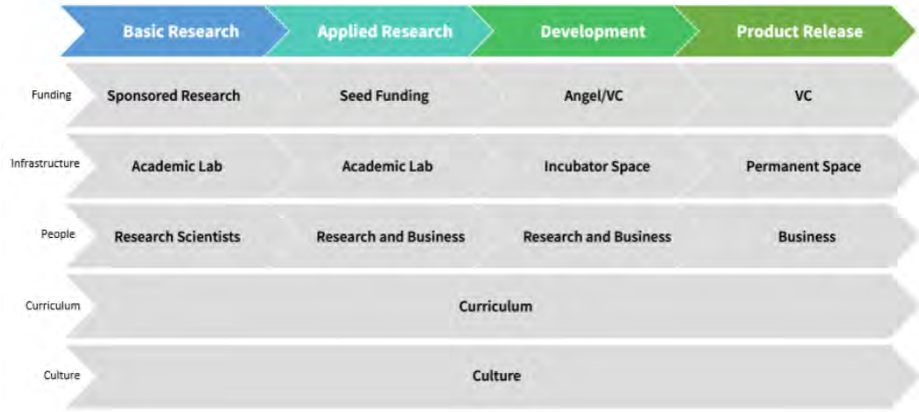 Basic Research
Applied Research
Development
Product Release
Funding
Sponsored Research
Seed Funding
Angel/VC
VC
Infrastructure
Academic Lab
Academic Lab
Incubator Space
Permanent Space
People
Research Scientists
Research and Business
Research and Business
Business
Curriculum
Curriculum
Culture
Culture